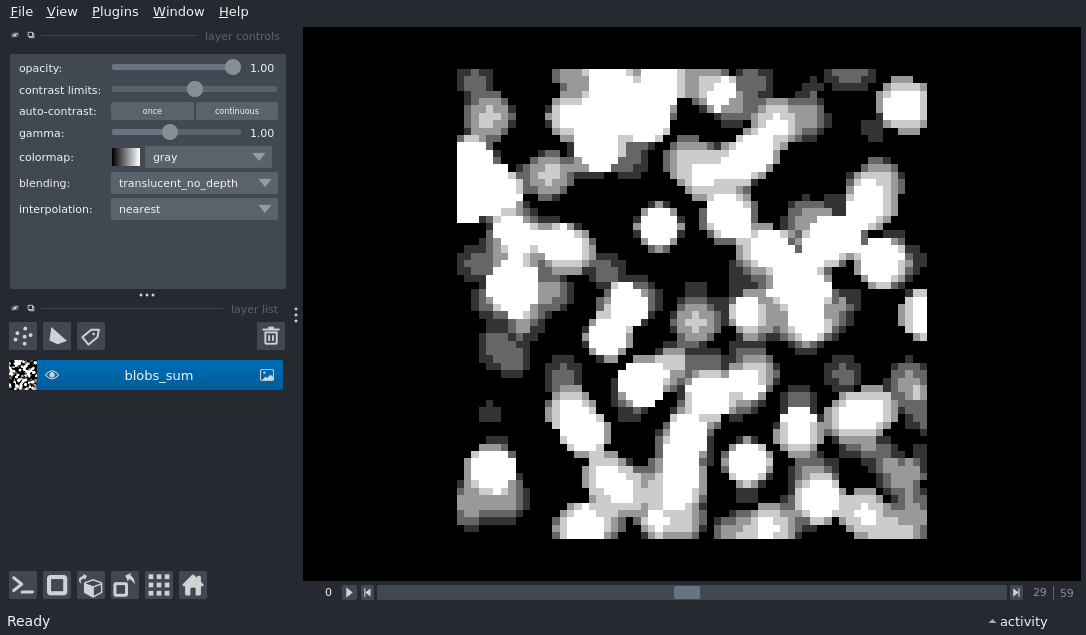 File View Plugins Window Help
layer controls
opacity: 1.00
contrast limits:
auto-contrast: once continuous
gamma: 1.00
colormap: gray
blending: translucent_no_depth
interpolation: nearest
layer list
blobs_sum
0 29 59
Ready activity